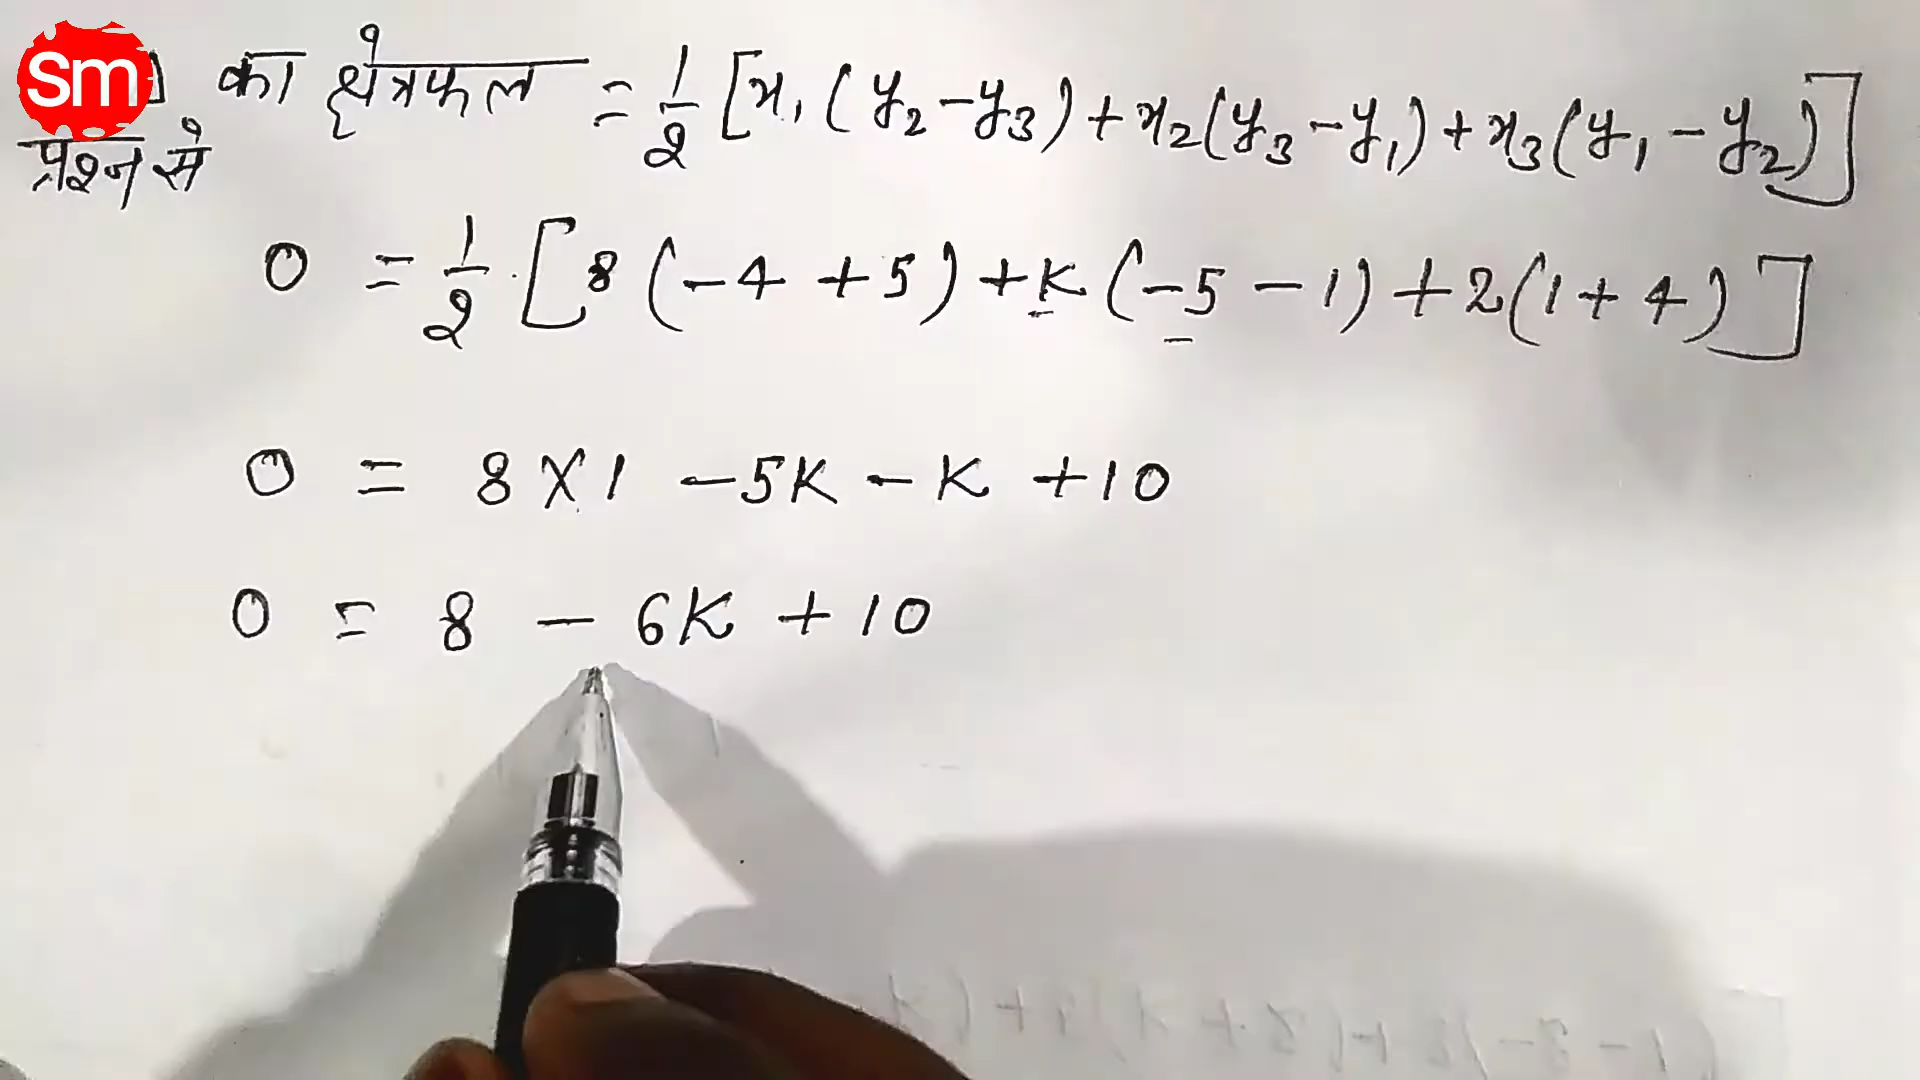 Sm का क्षेत्रफल = 1/2 [x₁ (y₂ - y₃) + x₂(y₃ - y₁) + x₃(y₁ - y₂)]
प्रश्न से
0 = 1/2 [8 (-4 + 5) + K (-5 - 1) + 2(1 + 4)]
0 = 8 X 1 - 5K - K + 10
0 = 8 - 6K + 10